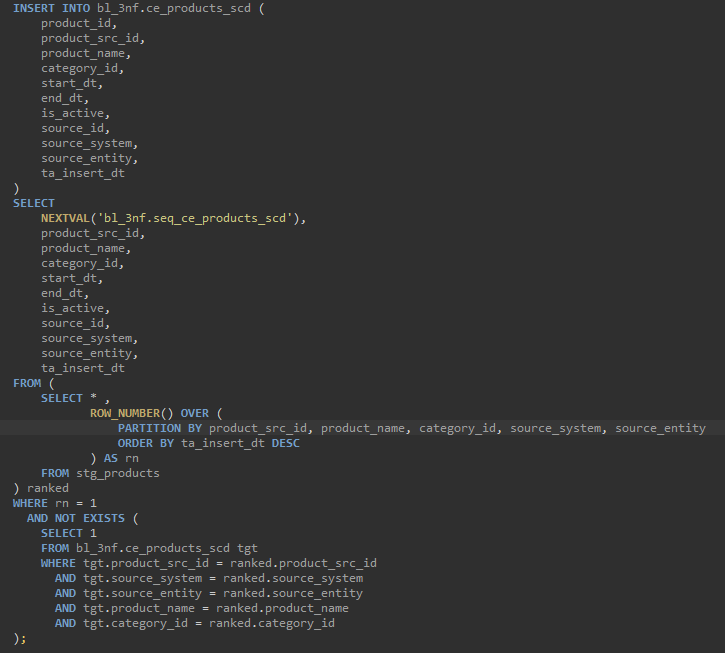 INSERT INTO bl_3nf.ce_products_scd (
    product_id,
    product_src_id,
    product_name,
    category_id,
    start_dt,
    end_dt,
    is_active,
    source_id,
    source_system,
    source_entity,
    ta_insert_dt
)
SELECT
    NEXTVAL('bl_3nf.seq_ce_products_scd'),
    product_src_id,
    product_name,
    category_id,
    start_dt,
    end_dt,
    is_active,
    source_id,
    source_system,
    source_entity,
    ta_insert_dt
FROM (
    SELECT * ,
           ROW_NUMBER() OVER (
               PARTITION BY product_src_id, product_name, category_id, source_system, source_entity
               ORDER BY ta_insert_dt DESC
           ) AS rn
    FROM stg_products
) ranked
WHERE rn = 1
  AND NOT EXISTS (
    SELECT 1
    FROM bl_3nf.ce_products_scd tgt
    WHERE tgt.product_src_id = ranked.product_src_id
      AND tgt.source_system = ranked.source_system
      AND tgt.source_entity = ranked.source_entity
      AND tgt.product_name = ranked.product_name
      AND tgt.category_id = ranked.category_id
);